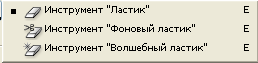 Инструмент "Ластик" E
Инструмент "Фоновый ластик" E
Инструмент "Волшебный ластик" E